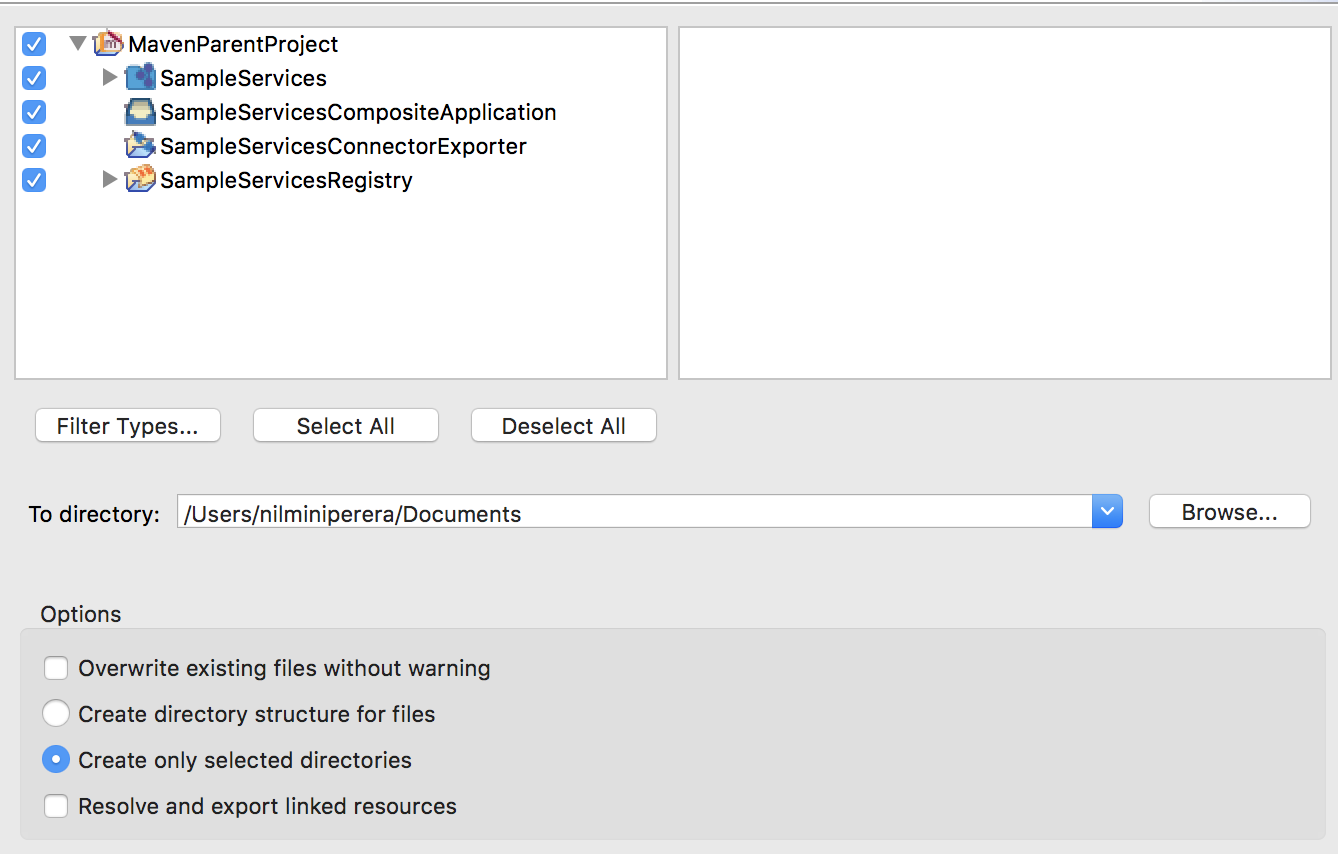 MavenParentProject
SampleServices
SampleServicesCompositeApplication
SampleServicesConnectorExporter
SampleServicesRegistry
Filter Types... Select All Deselect All
To directory: /Users/nilminiperera/Documents Browse...
Options
Overwrite existing files without warning
Create directory structure for files
Create only selected directories
Resolve and export linked resources